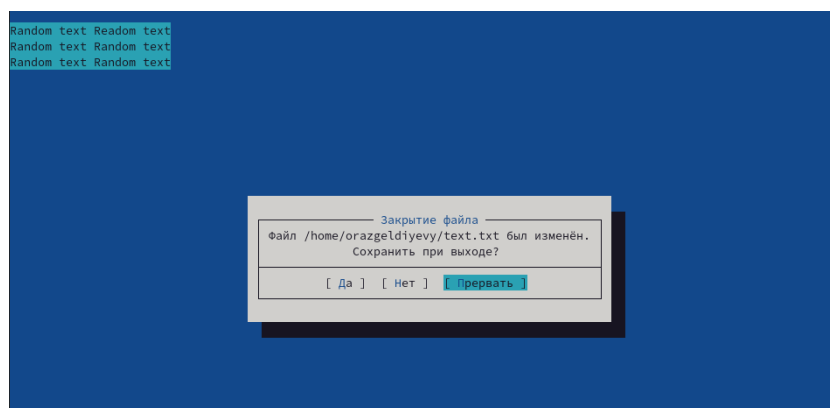 Random text Readom text
Random text Random text
Random text Random text
Закрытие файла
Файл /home/orazgeldiyevy/text.txt был изменён.
Сохранить при выходе?
[ Да ] [ Нет ] [ Прервать ]